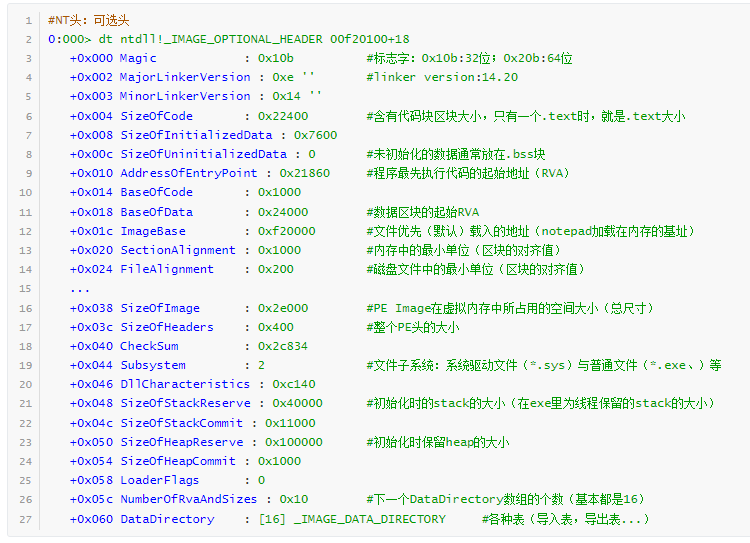 1 #NT头：可选头
2 0:000> dt ntdll!_IMAGE_OPTIONAL_HEADER 00f20100+18
3 +0x000 Magic : 0x10b #标志字：0x10b:32位；0x20b:64位
4 +0x002 MajorLinkerVersion : 0xe '' #linker version:14.20
5 +0x003 MinorLinkerVersion : 0x14 ''
6 +0x004 SizeOfCode : 0x22400 #含有代码块区块大小，只有一个.text时，就是.text大小
7 +0x008 SizeOfInitializedData : 0x7600
8 +0x00c SizeOfUninitializedData : 0 #未初始化的数据通常放在.bss块
9 +0x010 AddressOfEntryPoint : 0x21860 #程序最先执行代码的起始地址（RVA）
10 +0x014 BaseOfCode : 0x1000
11 +0x018 BaseOfData : 0x24000 #数据区块的起始RVA
12 +0x01c ImageBase : 0xf20000 #文件优先（默认）载入的地址（notepad加载在内存的基址）
13 +0x020 SectionAlignment : 0x1000 #内存中的最小单位（区块的对齐值）
14 +0x024 FileAlignment : 0x200 #磁盘文件中的最小单位（区块的对齐值）
15 ...
16 +0x038 SizeOfImage : 0x2e000 #PE Image在虚拟内存中所占用的空间大小（总尺寸）
17 +0x03c SizeOfHeaders : 0x400 #整个PE头的大小
18 +0x040 CheckSum : 0x2c834
19 +0x044 Subsystem : 2 #文件子系统：系统驱动文件（*.sys）与普通文件（*.exe、）等
20 +0x046 DllCharacteristics : 0xc140
21 +0x048 SizeOfStackReserve : 0x40000 #初始化时的stack的大小（在exe里为线程保留的stack的大小）
22 +0x04c SizeOfStackCommit : 0x11000
23 +0x050 SizeOfHeapReserve : 0x100000 #初始化时保留heap的大小
24 +0x054 SizeOfHeapCommit : 0x1000
25 +0x058 LoaderFlags : 0
26 +0x05c NumberOfRvaAndSizes : 0x10 #下一个DataDirectory数组的个数（基本都是16）
27 +0x060 DataDirectory : [16] _IMAGE_DATA_DIRECTORY #各种表（导入表，导出表...）